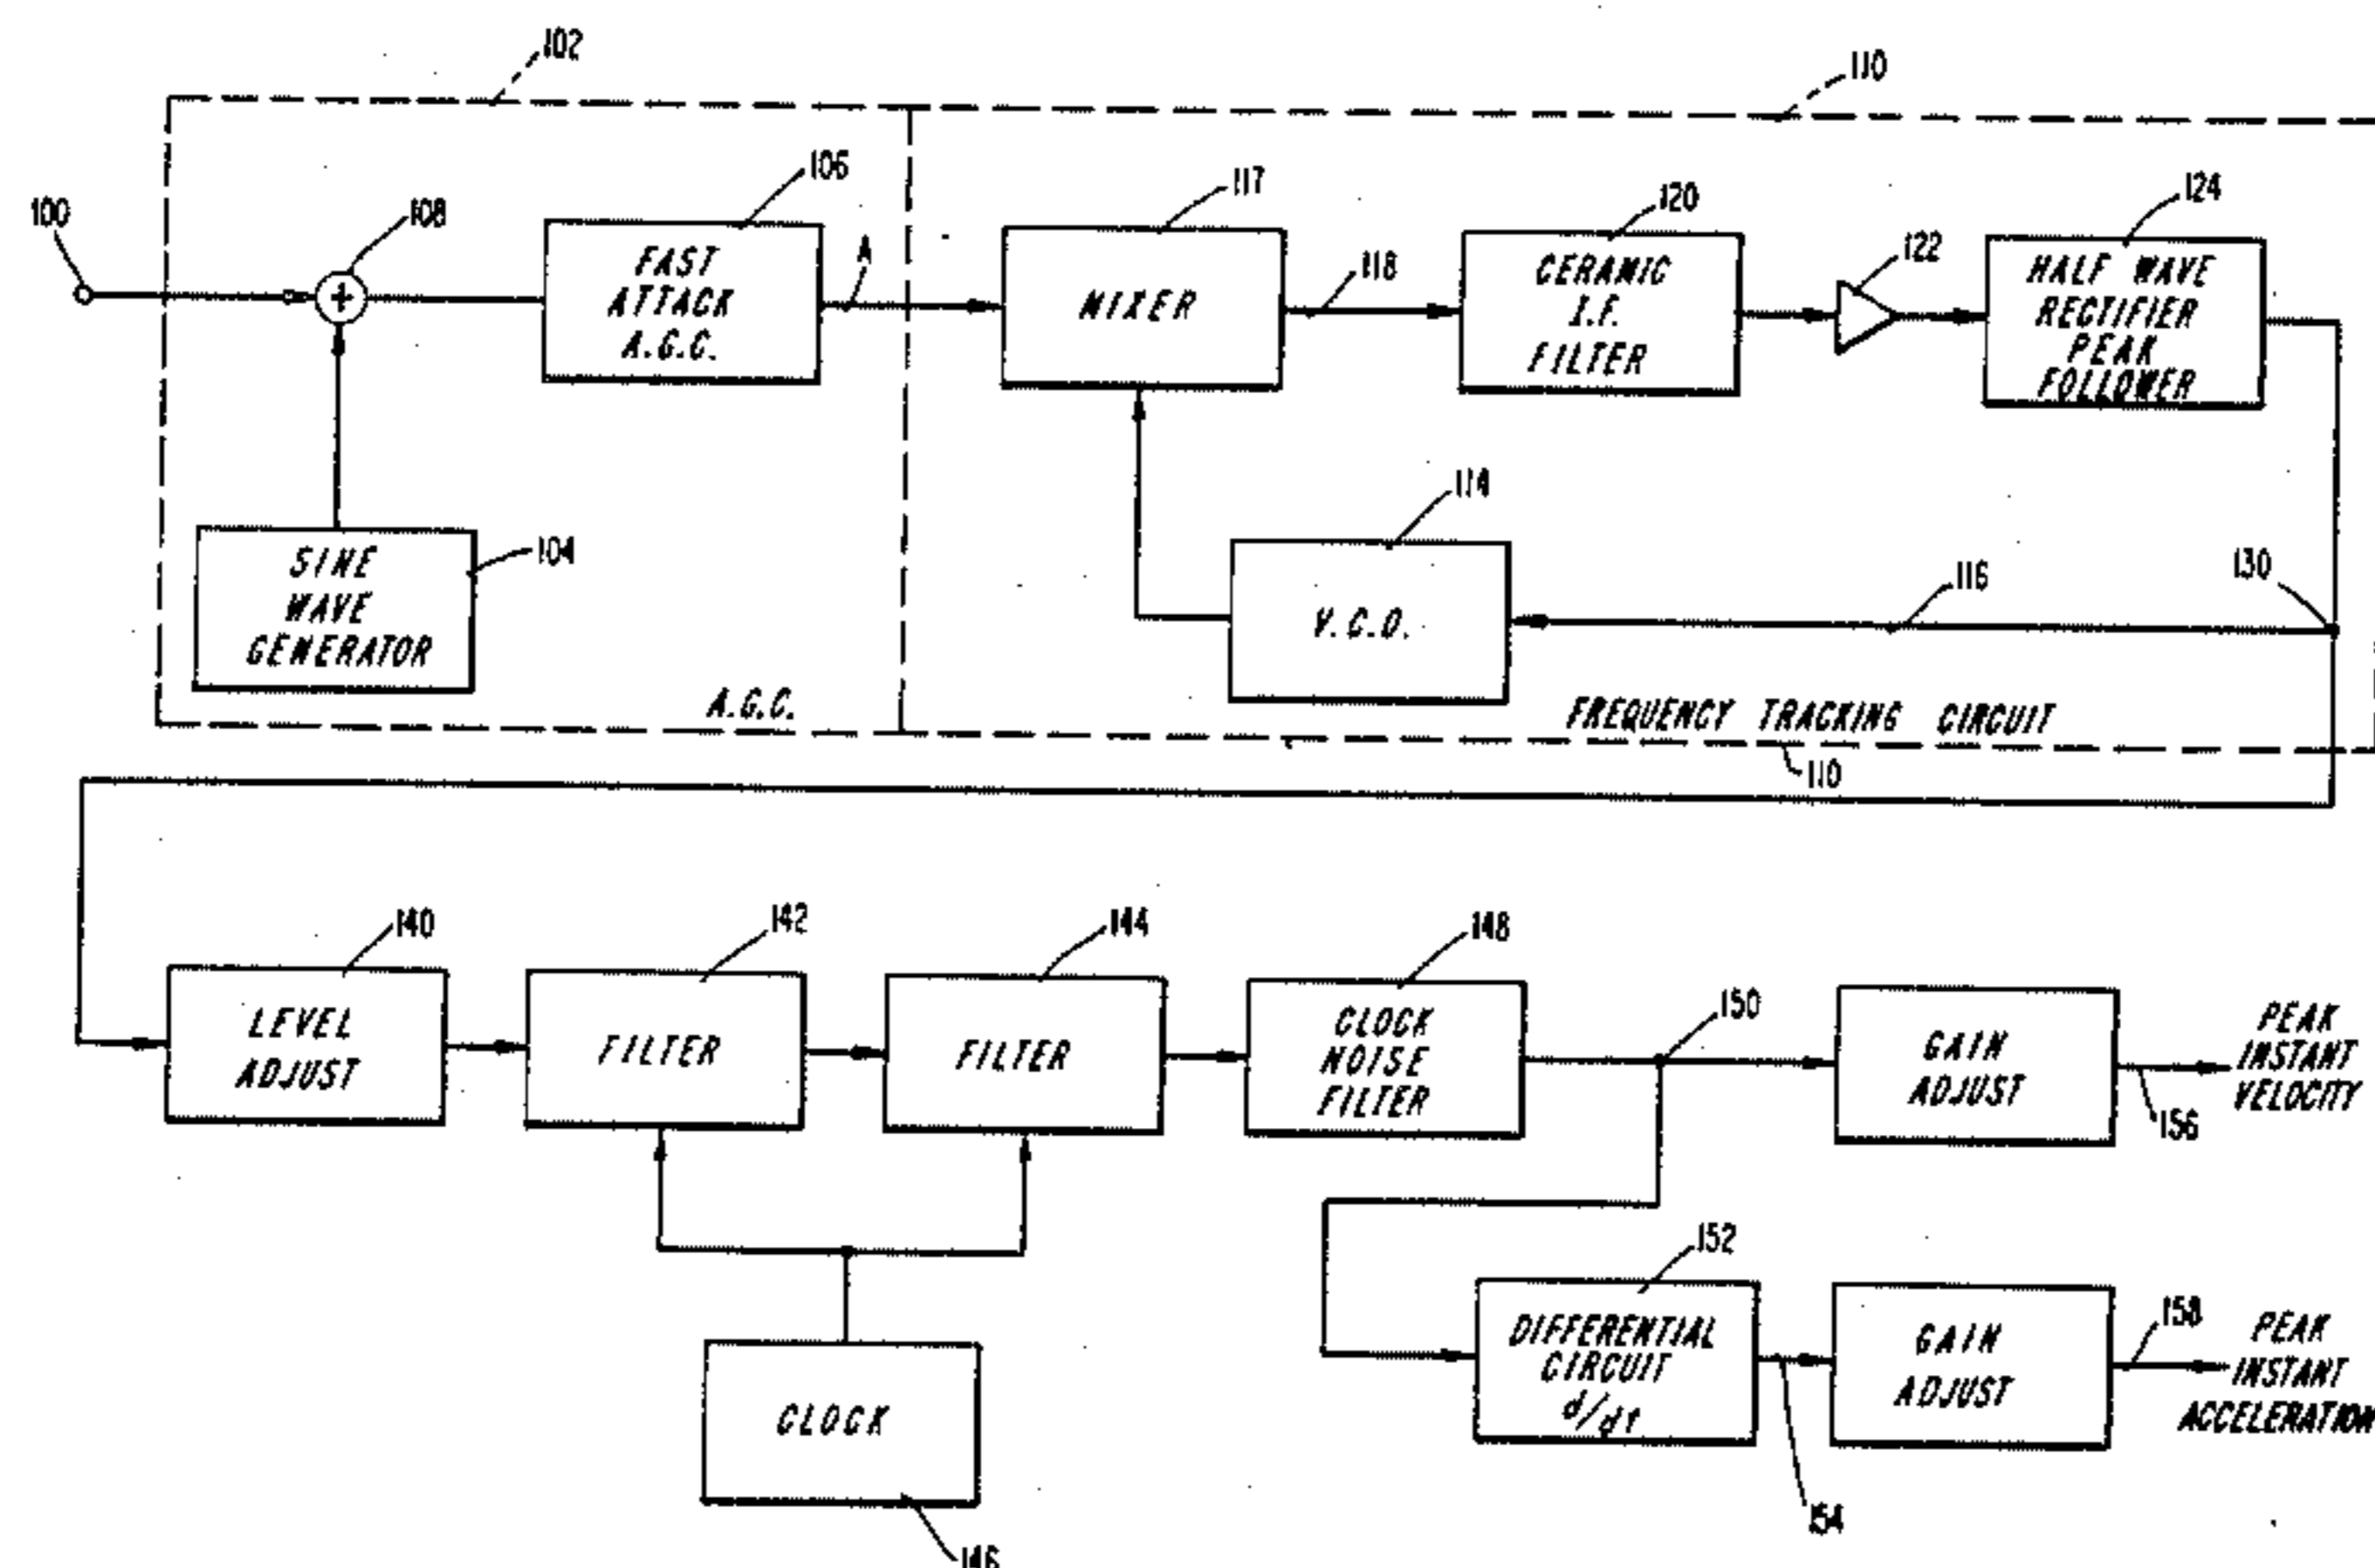 102
110
106
117
120
124
100
108
FAST
ATTACK
A.G.C.
A
MIXER
118
CERAMIC
I.F.
FILTER
122
HALF WAVE
RECTIFIER
PEAK
FOLLOWER
114
SINE
WAVE
GENERATOR
104
V.C.O.
116
130
A.G.C.
FREQUENCY TRACKING CIRCUIT
110
140
142
144
148
150
LEVEL
ADJUST
FILTER
FILTER
CLOCK
NOISE
FILTER
GAIN
ADJUST
PEAK
INSTANT
VELOCITY
156
152
DIFFERENTIAL
CIRCUIT
d/dt
GAIN
ADJUST
158
PEAK
INSTANT
ACCELERATION
CLOCK
154
146